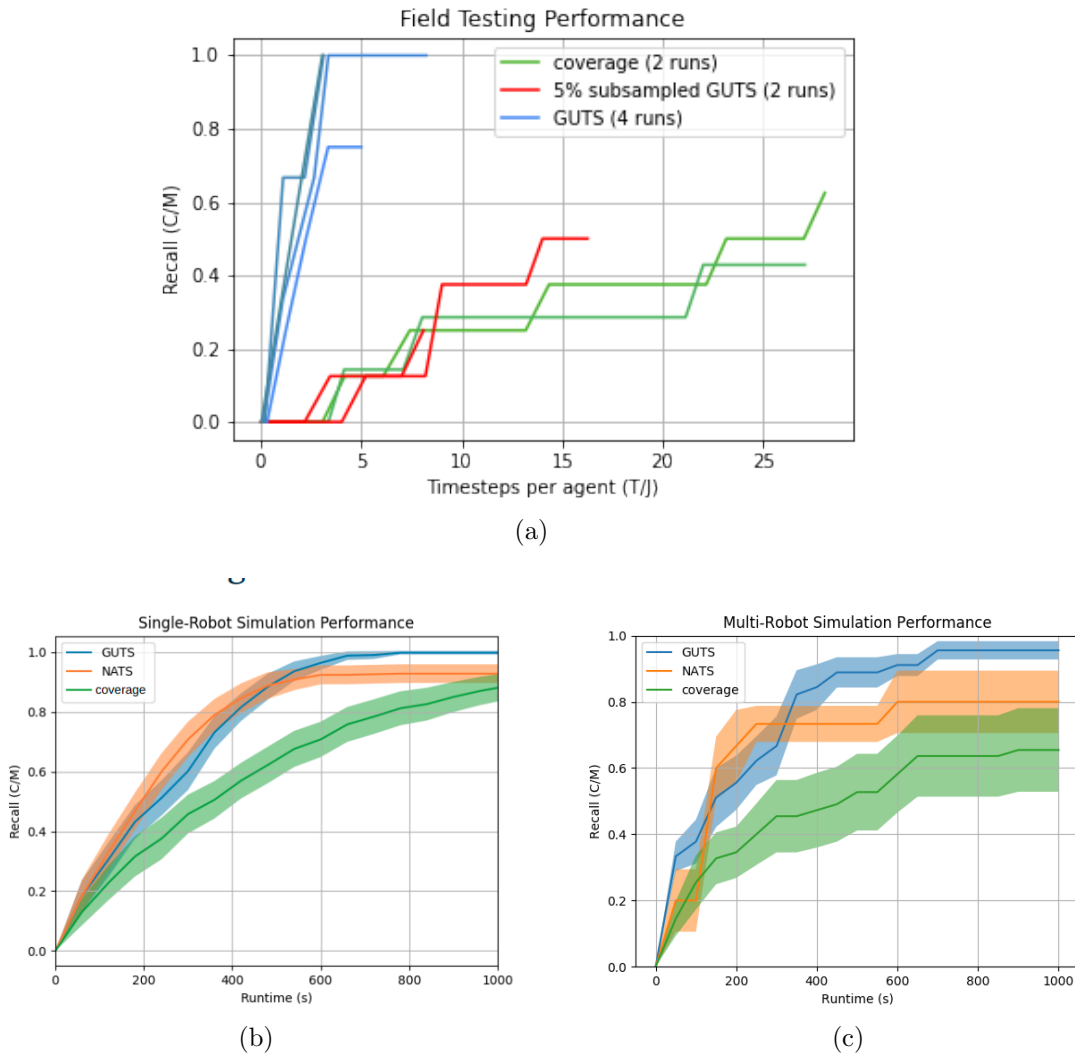 Field Testing Performance
1.0
0.8
0.6
0.4
0.2
0.0
Recall (C/M)
coverage (2 runs)
5% subsampled GUTS (2 runs)
GUTS (4 runs)
0 5 10 15 20 25
Timesteps per agent (T/J)
(a)
Single-Robot Simulation Performance
1.0
0.8
0.6
0.4
0.2
0.0
Recall (C/M)
GUTS
NATS
coverage
0 200 400 600 800 1000
Runtime (s)
(b)
Multi-Robot Simulation Performance
1.0
0.8
0.6
0.4
0.2
0.0
Recall (C/M)
GUTS
NATS
coverage
0 200 400 600 800 1000
Runtime (s)
(c)